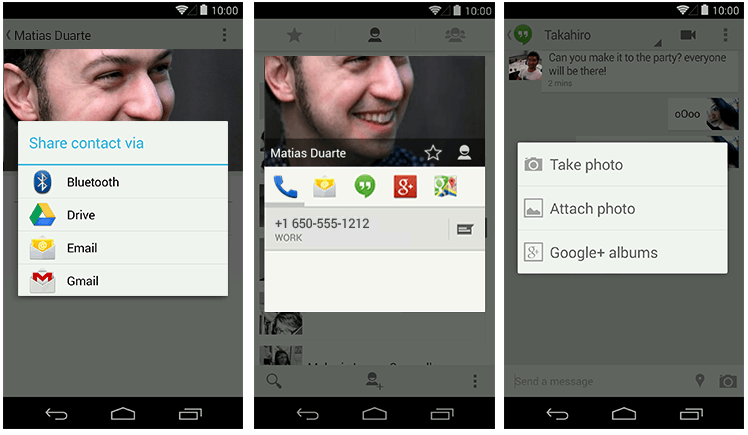 10:00
Matias Duarte
Share contact via
Bluetooth
Drive
Email
Gmail
10:00
Matias Duarte
+1 650-555-1212
WORK
10:00
Takahiro
Can you make it to the party? everyone
will be there!
2 mins
oOoo
Take photo
Attach photo
Google+ albums
Send a message